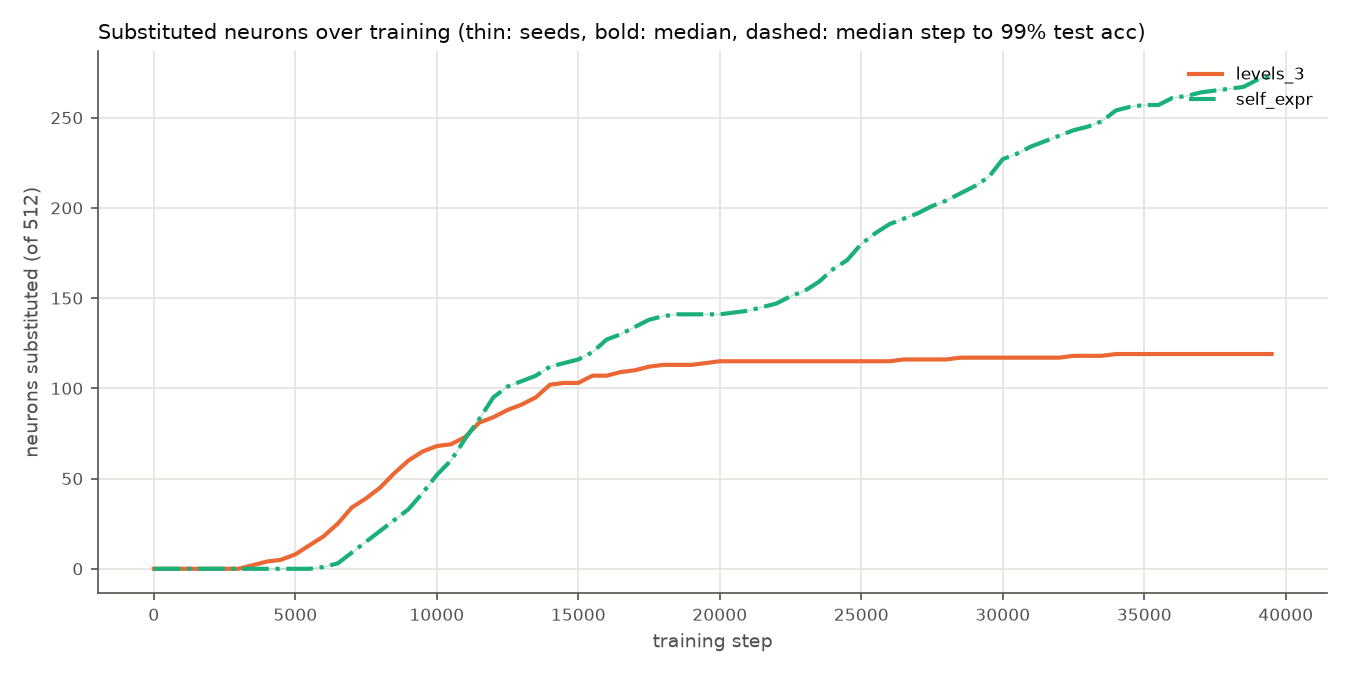 Substituted neurons over training (thin: seeds, bold: median, dashed: median step to 99% test acc)
levels_3
self_expr
250
200
150
100
50
0
neurons substituted (of 512)
0 5000 10000 15000 20000 25000 30000 35000 40000
training step